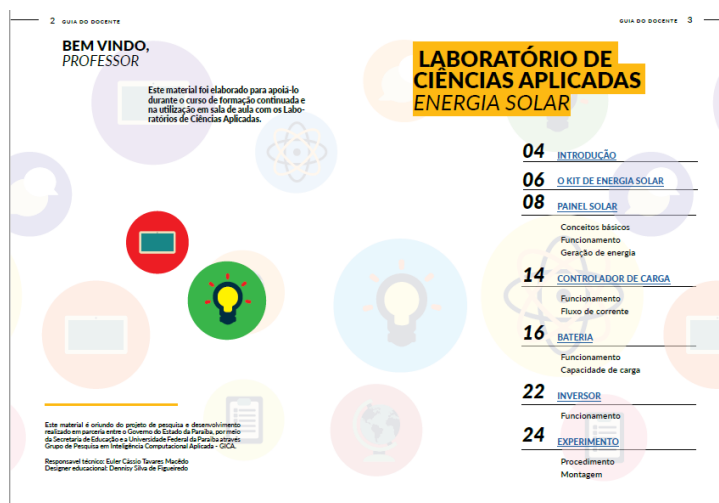 2 GUIA DO DOCENTE
BEM VINDO,
PROFESSOR
Este material foi elaborado para apoiá-lo
durante o curso de formação continuada e
na utilização em sala de aula com os Labo-
ratórios de Ciências Aplicadas.
Este material é oriundo do projeto de pesquisa e desenvolvimento
realizado em parceria entre o Governo do Estado da Paraíba, por meio
da Secretaria de Educação e a Universidade Federal da Paraíba através
Grupo de Pesquisa em Inteligência Computacional Aplicada - GICA.
Responsavel técnico: Euler Cássio Tavares Macêdo
Designer educacional: Dennisy Silva de Figueiredo
GUIA DO DOCENTE 3
LABORATÓRIO DE
CIÊNCIAS APLICADAS
ENERGIA SOLAR
04 INTRODUÇÃO
06 O KIT DE ENERGIA SOLAR
08 PAINEL SOLAR
Conceitos básicos
Funcionamento
Geração de energia
14 CONTROLADOR DE CARGA
Funcionamento
Fluxo de corrente
16 BATERIA
Funcionamento
Capacidade de carga
22 INVERSOR
Funcionamento
24 EXPERIMENTO
Procedimento
Montagem